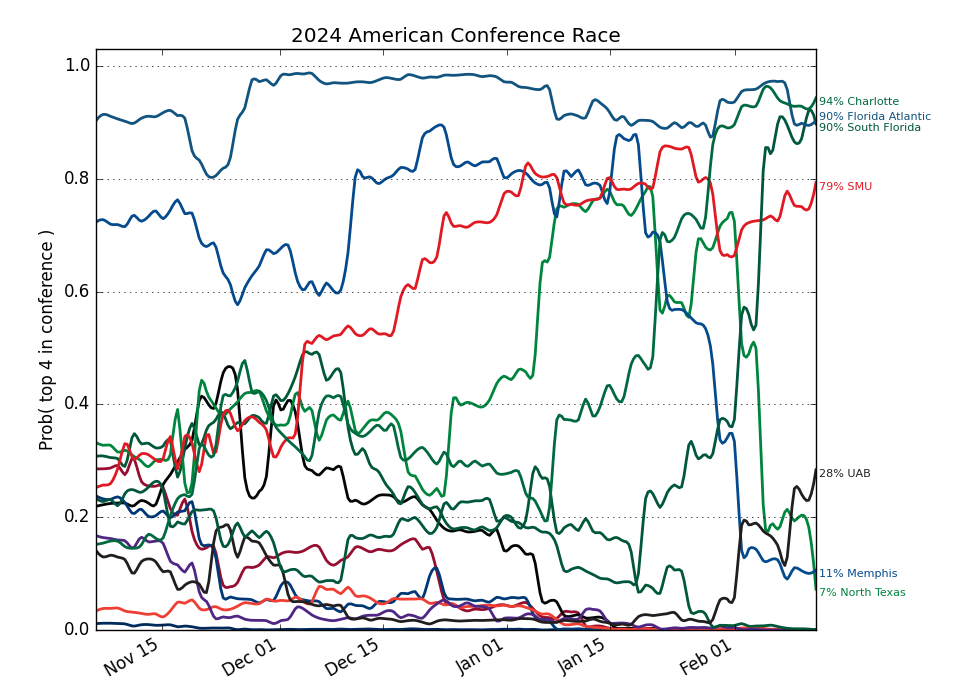 2024 American Conference Race
Prob( top 4 in conference )
1.0
0.8
0.6
0.4
0.2
0.0
Nov 15
Dec 01
Dec 15
Jan 01
Jan 15
Feb 01
94% Charlotte
90% Florida Atlantic
90% South Florida
79% SMU
28% UAB
11% Memphis
7% North Texas